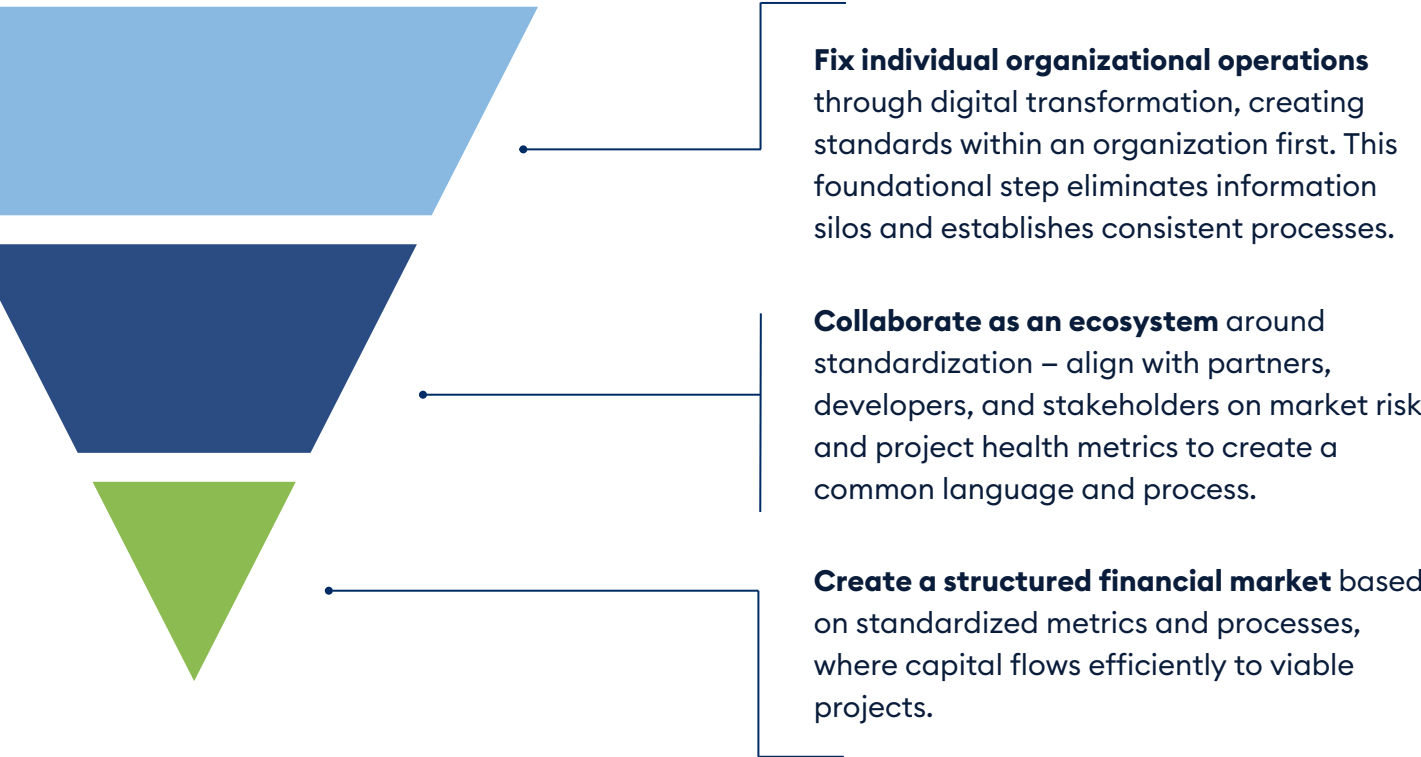 Fix individual organizational operations
through digital transformation, creating
standards within an organization first. This
foundational step eliminates information
silos and establishes consistent processes.
Collaborate as an ecosystem around
standardization – align with partners,
developers, and stakeholders on market risk
and project health metrics to create a
common language and process.
Create a structured financial market based
on standardized metrics and processes,
where capital flows efficiently to viable
projects.